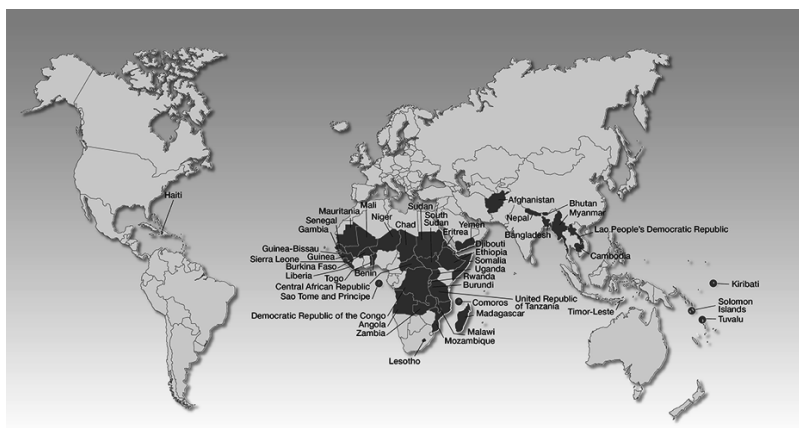 Haiti
Mauritania
Mali
Senegal
Gambia
Niger
Chad
Sudan
South
Sudan
Yemen
Eritrea
Guinea-Bissau
Guinea
Sierra Leone
Burkina Faso
Liberia
Togo
Benin
Central African Republic
Sao Tome and Principe
Djibouti
Ethiopia
Somalia
Uganda
Rwanda
Burundi
Democratic Republic of the Congo
Angola
Zambia
Lesotho
United Republic
of Tanzania
Comoros
Madagascar
Malawi
Mozambique
Afghanistan
Nepal
Bhutan
Myanmar
Bangladesh
Lao People's Democratic Republic
Cambodia
Timor-Leste
Kiribati
Solomon
Islands
Tuvalu